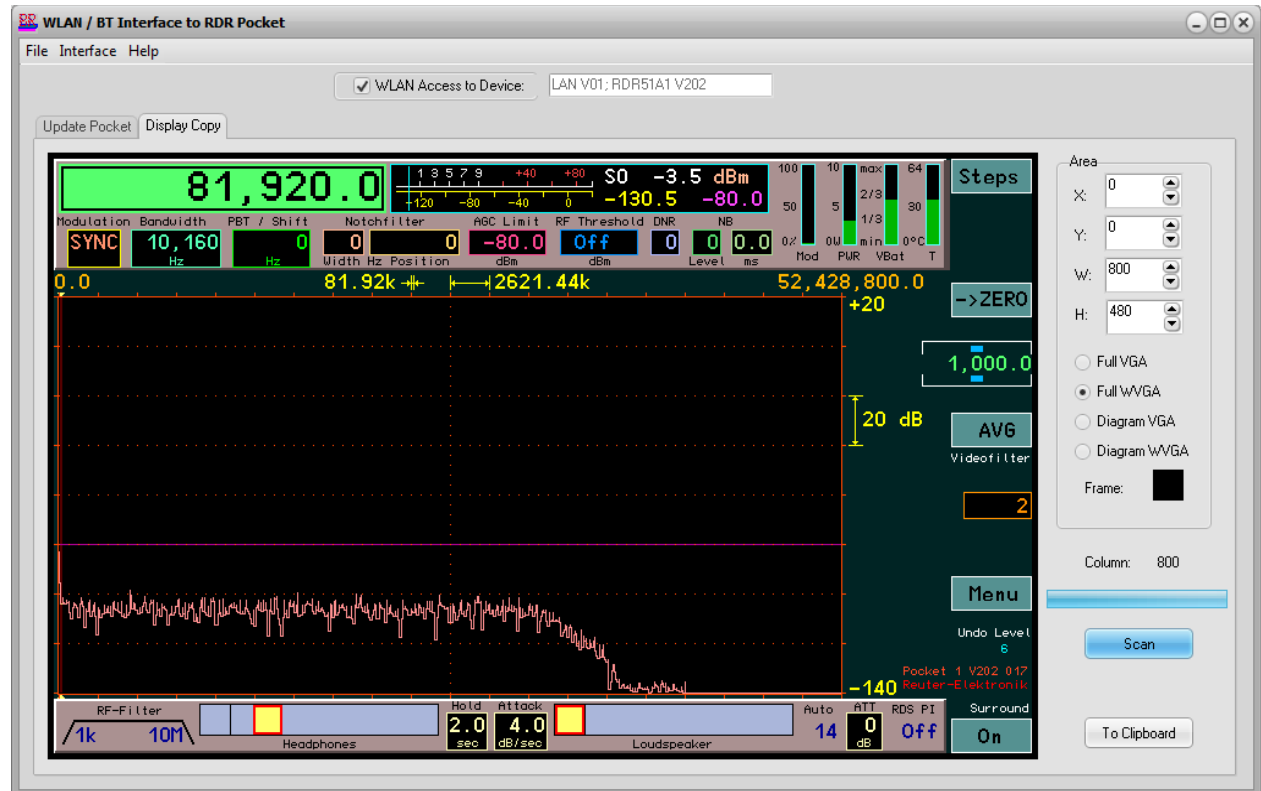 WLAN / BT Interface to RDR Pocket
File Interface Help
WLAN Access to Device: LAN V01; RDR51A1 V202
Update Pocket Display Copy
81,920.0
1 3 5 7 9 +40 +80 S0 -3.5 dBm
-120 -80 -40 0 -130.5 -80.0
100 10 max 64
2/3
50 5 1/3 30
0% 0W min 0°C
Mod PWR VBat T
Modulation Bandwidth PBT / Shift Notchfilter AGC Limit RF Threshold DNR NB
SYNC 10,160 0 0 0 -80.0 Off 0 0 0.0
Hz Hz Width Hz Position dBm dBm Level ms
0.0 81.92k 2621.44k 52,428,800.0
+20
20 dB
-140
Steps
->ZERO
1,000.0
AVG
Videofilter
2
Menu
Undo Level
6
Pocket 1 V202 017
Reuter-Elektronik
RF-Filter
1k 10M
Headphones
Hold Attack
2.0 4.0
sec dB/sec
Loudspeaker
Auto ATT RDS PI
14 0 Off
dB
Surround
On
Area
X: 0
Y: 0
W: 800
H: 480
Full VGA
Full WVGA
Diagram VGA
Diagram WVGA
Frame:
Column: 800
Scan
To Clipboard